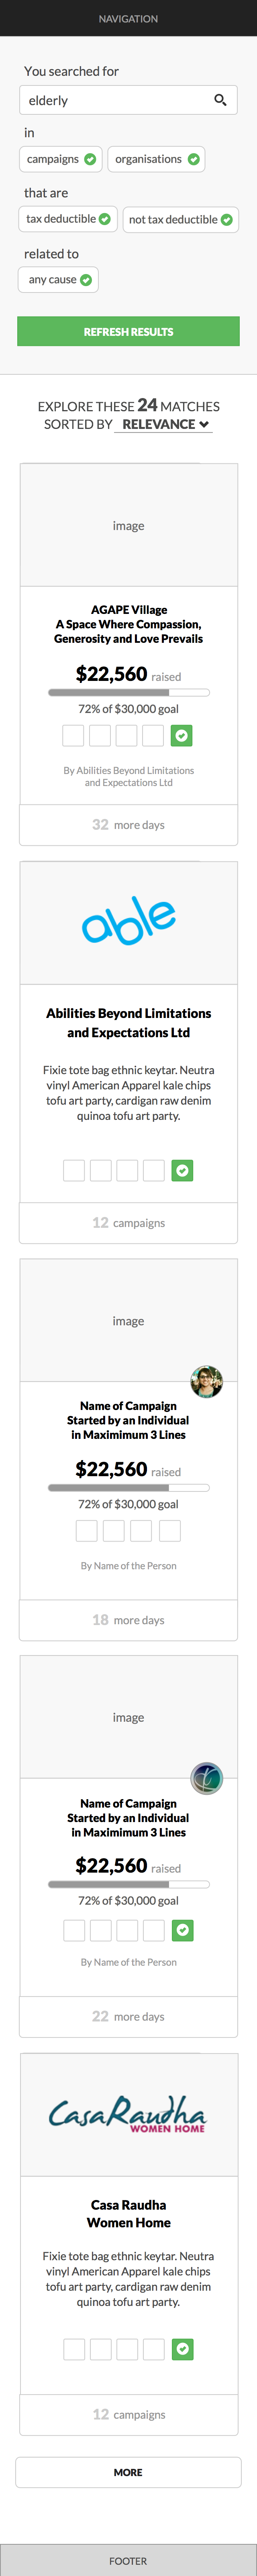 NAVIGATION
You searched for
elderly
in
campaigns
organisations
that are
tax deductible
not tax deductible
related to
any cause
REFRESH RESULTS
EXPLORE THESE 24 MATCHES
SORTED BY RELEVANCE
image
AGAPE Village
A Space Where Compassion,
Generosity and Love Prevails
$22,560 raised
72% of $30,000 goal
By Abilities Beyond Limitations
and Expectations Ltd
32 more days
able
Abilities Beyond Limitations
and Expectations Ltd
Fixie tote bag ethnic keytar. Neutra
vinyl American Apparel kale chips
tofu art party, cardigan raw denim
quinoa tofu art party.
12 campaigns
image
Name of Campaign
Started by an Individual
in Maximimum 3 Lines
$22,560 raised
72% of $30,000 goal
By Name of the Person
18 more days
image
Name of Campaign
Started by an Individual
in Maximimum 3 Lines
$22,560 raised
72% of $30,000 goal
By Name of the Person
22 more days
CasaRaudha
WOMEN HOME
Casa Raudha
Women Home
Fixie tote bag ethnic keytar. Neutra
vinyl American Apparel kale chips
tofu art party, cardigan raw denim
quinoa tofu art party.
12 campaigns
MORE
FOOTER